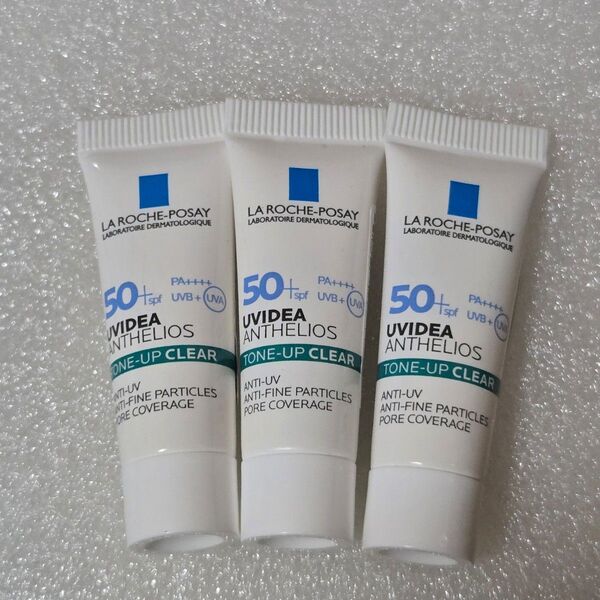 LA ROCHE-POSAY
LABORATOIRE DERMATOLOGIQUE
50+ spf
PA++++
UVB + UVA
UVIDEA
ANTHELIOS
TONE-UP CLEAR
ANTI-UV
ANTI-FINE PARTICLES
PORE COVERAGE
LA ROCHE-POSAY
LABORATOIRE DERMATOLOGIQUE
50+ spf
PA++++
UVB + UVA
UVIDEA
ANTHELIOS
TONE-UP CLEAR
ANTI-UV
ANTI-FINE PARTICLES
PORE COVERAGE
LA ROCHE-POSAY
LABORATOIRE DERMATOLOGIQUE
50+ spf
PA++++
UVB + UVA
UVIDEA
ANTHELIOS
TONE-UP CLEAR
ANTI-UV
ANTI-FINE PARTICLES
PORE COVERAGE